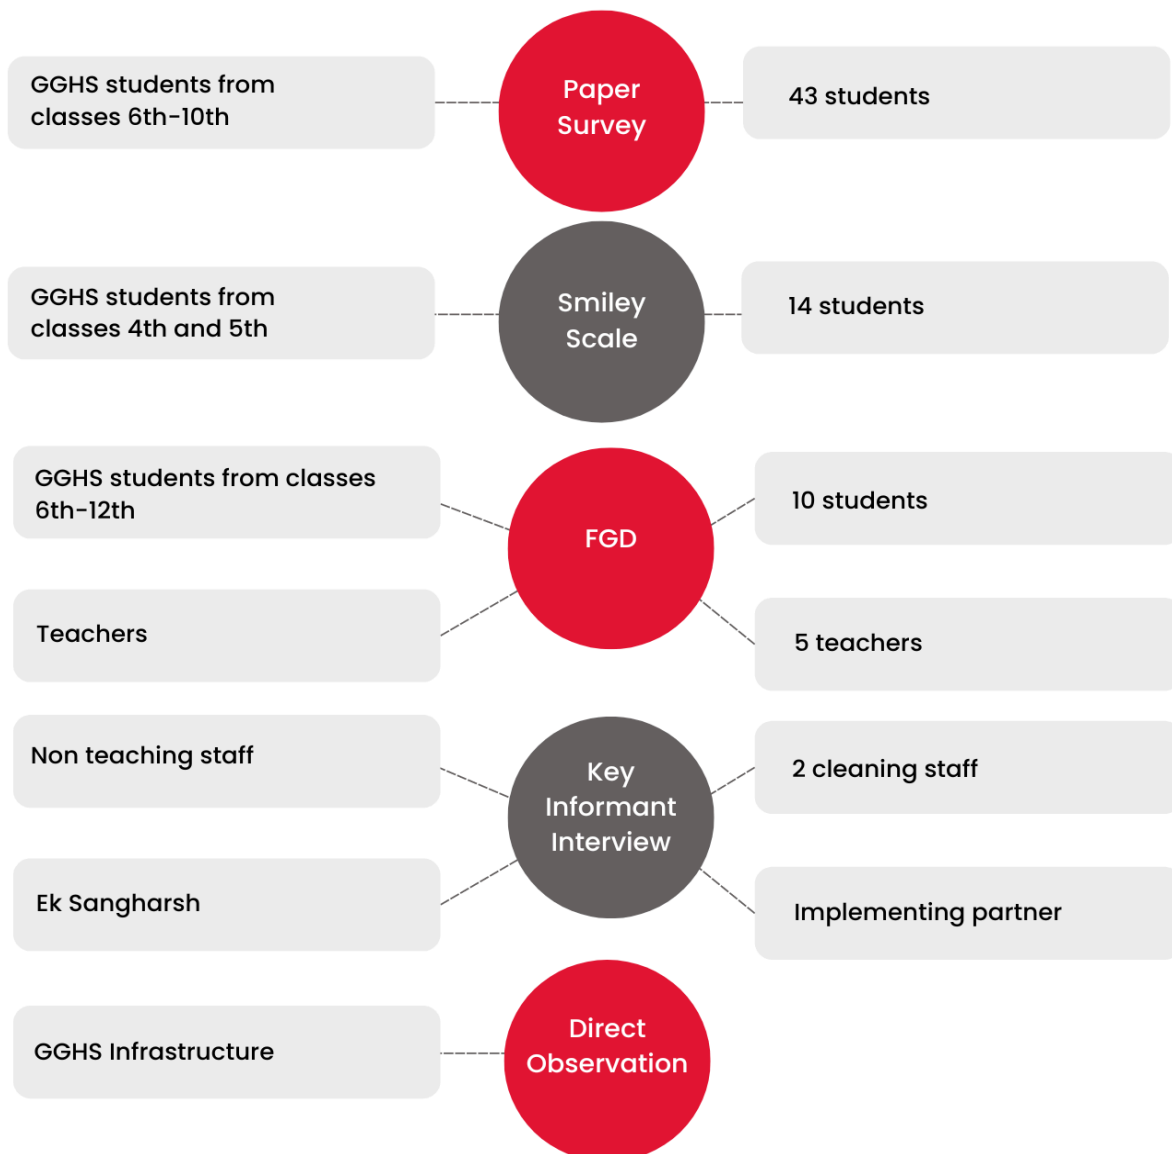 GGHS students from
classes 6th-10th
Paper
Survey
43 students
GGHS students from
classes 4th and 5th
Smiley
Scale
14 students
GGHS students from classes
6th-12th
Teachers
FGD
10 students
5 teachers
Non teaching staff
Ek Sangharsh
Key
Informant
Interview
2 cleaning staff
Implementing partner
GGHS Infrastructure
Direct
Observation